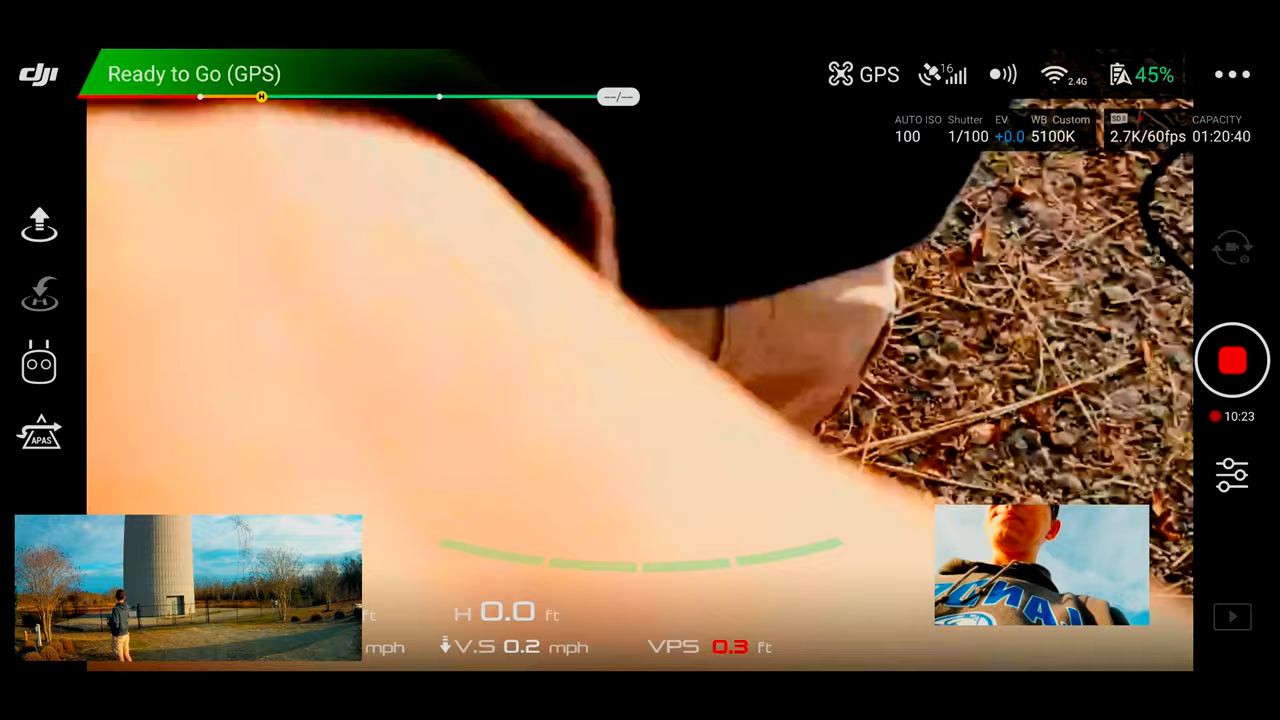 dji
Ready to Go (GPS)
GPS
16
2.4G
45%
H
--/--
AUTO ISO
100
Shutter
1/100
EV
+0.0
WB Custom
5100K
SD
2.7K/60fps
CAPACITY
01:20:40
APAS
10:23
ft
H 0.0 ft
mph
V.S 0.2 mph
VPS 0.3 ft